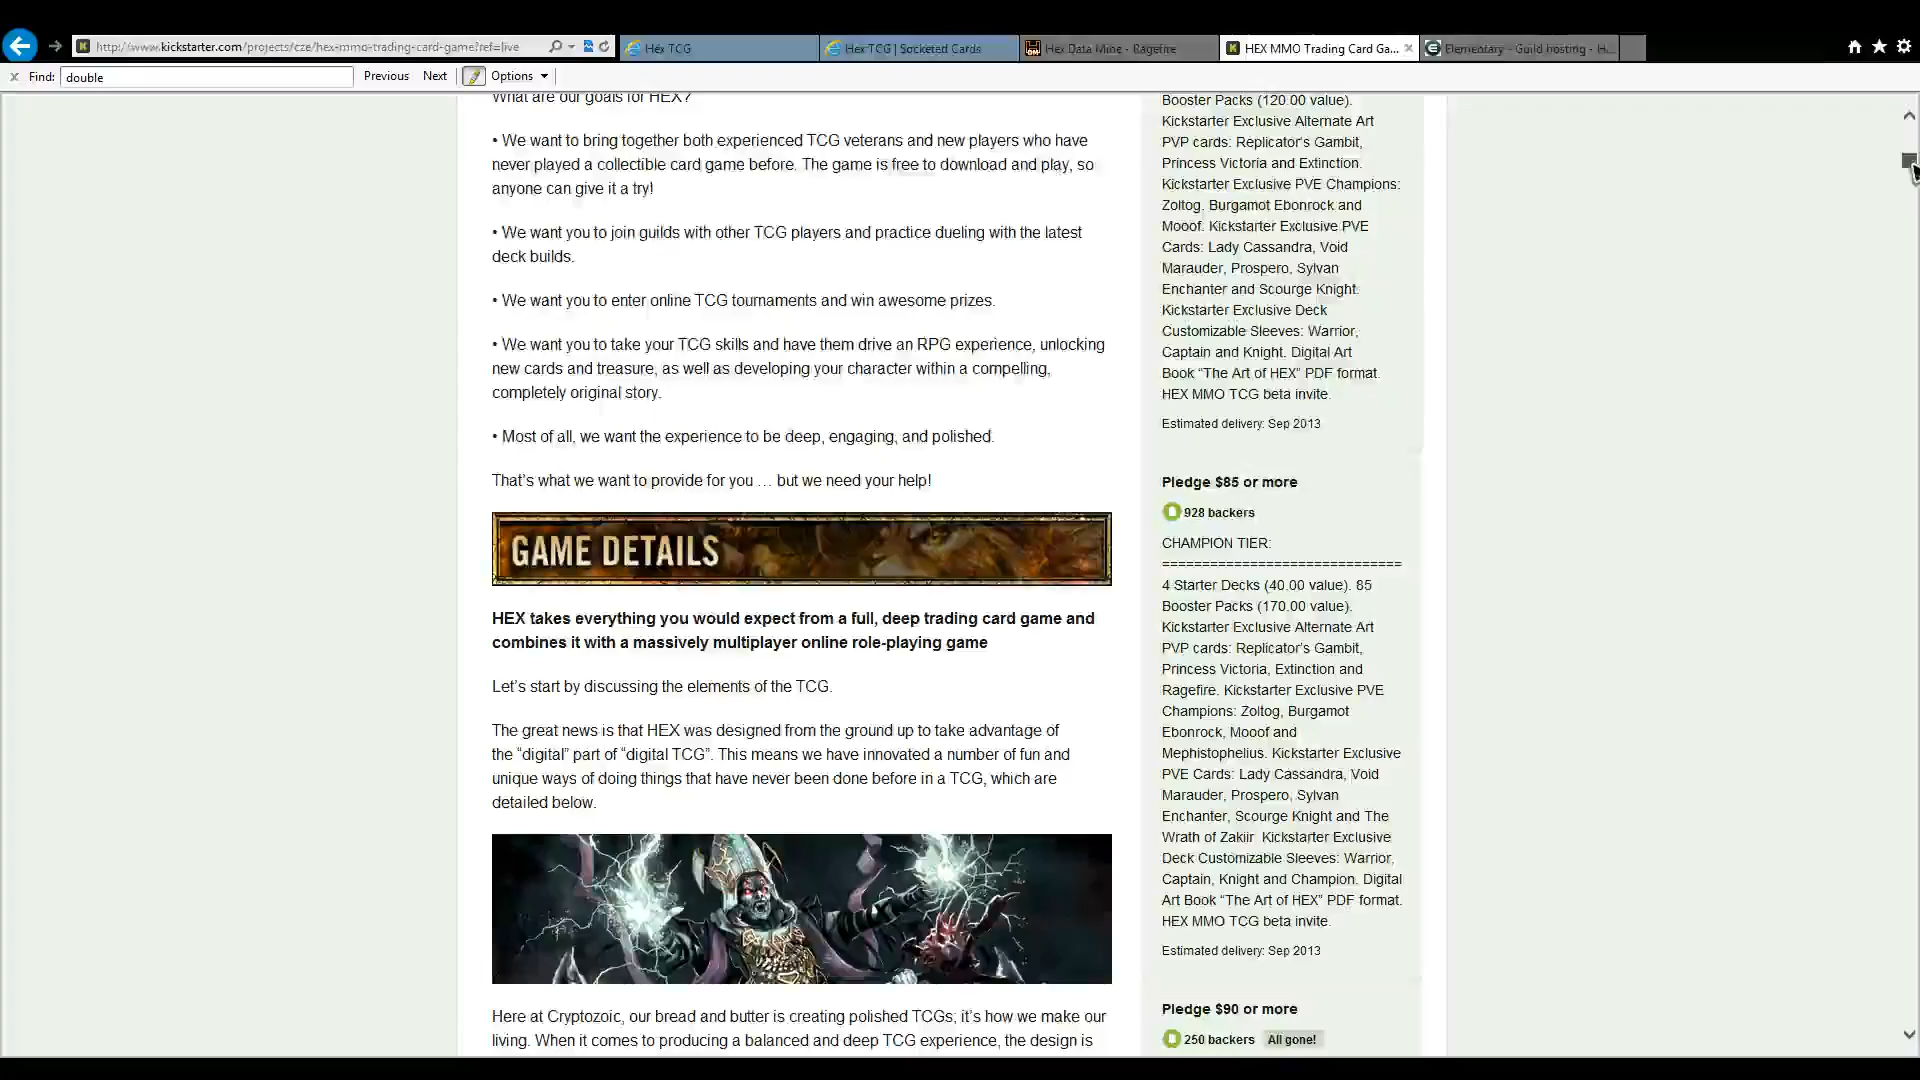 http://www.kickstarter.com/projects/cze/hex-mmo-trading-card-game?ref=live
Hex TCG
Hex TCG | Socketed Cards
Hex Data Mine - Ragefire
HEX MMO Trading Card Ga...
Elementary - Guild hosting - H...
Find: double
Previous
Next
Options
What are our goals for HEX?
• We want to bring together both experienced TCG veterans and new players who have
never played a collectible card game before. The game is free to download and play, so
anyone can give it a try!
• We want you to join guilds with other TCG players and practice dueling with the latest
deck builds.
• We want you to enter online TCG tournaments and win awesome prizes.
• We want you to take your TCG skills and have them drive an RPG experience, unlocking
new cards and treasure, as well as developing your character within a compelling,
completely original story.
• Most of all, we want the experience to be deep, engaging, and polished.
That's what we want to provide for you … but we need your help!
GAME DETAILS
HEX takes everything you would expect from a full, deep trading card game and
combines it with a massively multiplayer online role-playing game
Let's start by discussing the elements of the TCG.
The great news is that HEX was designed from the ground up to take advantage of
the “digital” part of “digital TCG”. This means we have innovated a number of fun and
unique ways of doing things that have never been done before in a TCG, which are
detailed below.
Here at Cryptozoic, our bread and butter is creating polished TCGs; it's how we make our
living. When it comes to producing a balanced and deep TCG experience, the design is
Booster Packs (120.00 value).
Kickstarter Exclusive Alternate Art
PVP cards: Replicator's Gambit,
Princess Victoria and Extinction.
Kickstarter Exclusive PVE Champions:
Zoltog, Burgamot Ebonrock and
Mooof. Kickstarter Exclusive PVE
Cards: Lady Cassandra, Void
Marauder, Prospero, Sylvan
Enchanter and Scourge Knight.
Kickstarter Exclusive Deck
Customizable Sleeves: Warrior,
Captain and Knight. Digital Art
Book “The Art of HEX” PDF format.
HEX MMO TCG beta invite.
Estimated delivery: Sep 2013
Pledge $85 or more
928 backers
CHAMPION TIER:
==============================
4 Starter Decks (40.00 value). 85
Booster Packs (170.00 value).
Kickstarter Exclusive Alternate Art
PVP cards: Replicator's Gambit,
Princess Victoria, Extinction and
Ragefire. Kickstarter Exclusive PVE
Champions: Zoltog, Burgamot
Ebonrock, Mooof and
Mephistophelius. Kickstarter Exclusive
PVE Cards: Lady Cassandra, Void
Marauder, Prospero, Sylvan
Enchanter, Scourge Knight and The
Wrath of Zakiir Kickstarter Exclusive
Deck Customizable Sleeves: Warrior,
Captain, Knight and Champion. Digital
Art Book “The Art of HEX” PDF format.
HEX MMO TCG beta invite.
Estimated delivery: Sep 2013
Pledge $90 or more
250 backers All gone!